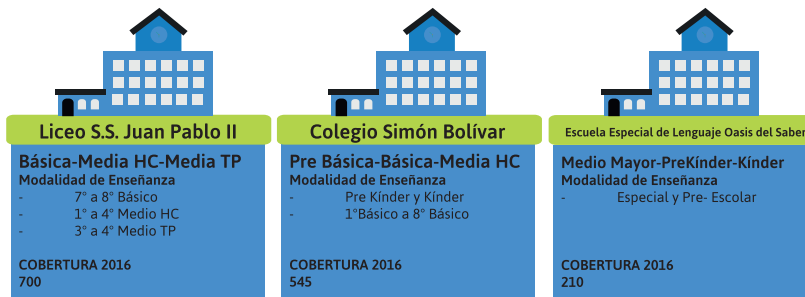 Liceo S.S. Juan Pablo II
Básica-Media HC-Media TP
Modalidad de Enseñanza
- 7° a 8° Básico
- 1° a 4° Medio HC
- 3° a 4° Medio TP
COBERTURA 2016
700
Colegio Simón Bolívar
Pre Básica-Básica-Media HC
Modalidad de Enseñanza
- Pre Kínder y Kínder
- 1°Básico a 8° Básico
COBERTURA 2016
545
Escuela Especial de Lenguaje Oasis del Saber
Medio Mayor-PreKínder-Kínder
Modalidad de Enseñanza
- Especial y Pre- Escolar
COBERTURA 2016
210